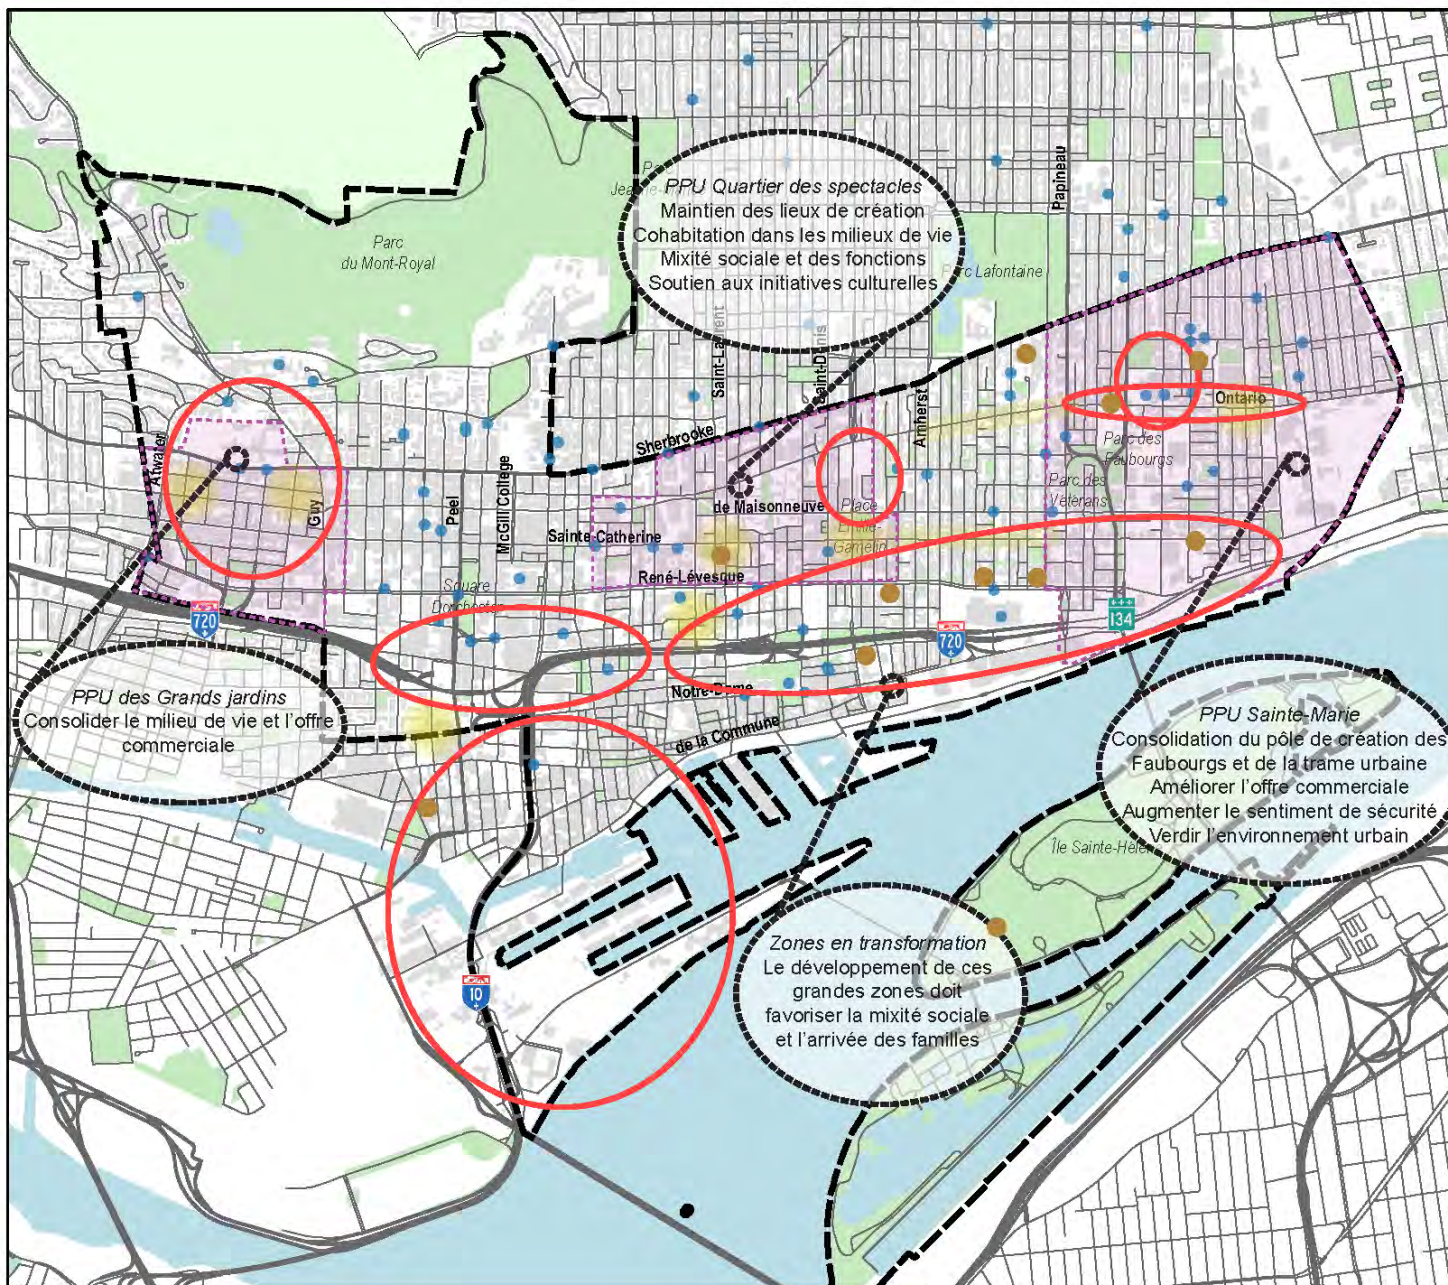 PPU Quartier des spectacles
Maintien des lieux de création
Cohabitation dans les milieux de vie
Mixité sociale et des fonctions
Soutien aux initiatives culturelles
Parc
du Mont-Royal
Parc Lafontaine
Papineau
Saint-Laurent
Saint-Denis
Amherst
Ontario
Parc des
Faubourgs
Parc des
Vétérans
Sherbrooke
Atwater
Guy
Peel
McGill College
de Maisonneuve
Sainte-Catherine
Place
Gamelin
René-Lévesque
Square
Dorchester
720
720
134
Notre-Dame
de la Commune
PPU des Grands jardins
Consolider le milieu de vie et l'offre
commerciale
PPU Sainte-Marie
Consolidation du pôle de création des
Faubourgs et de la trame urbaine
Améliorer l'offre commerciale
Augmenter le sentiment de sécurité
Verdir l'environnement urbain
Île Sainte-Hélène
Zones en transformation
Le développement de ces
grandes zones doit
favoriser la mixité sociale
et l'arrivée des familles
10